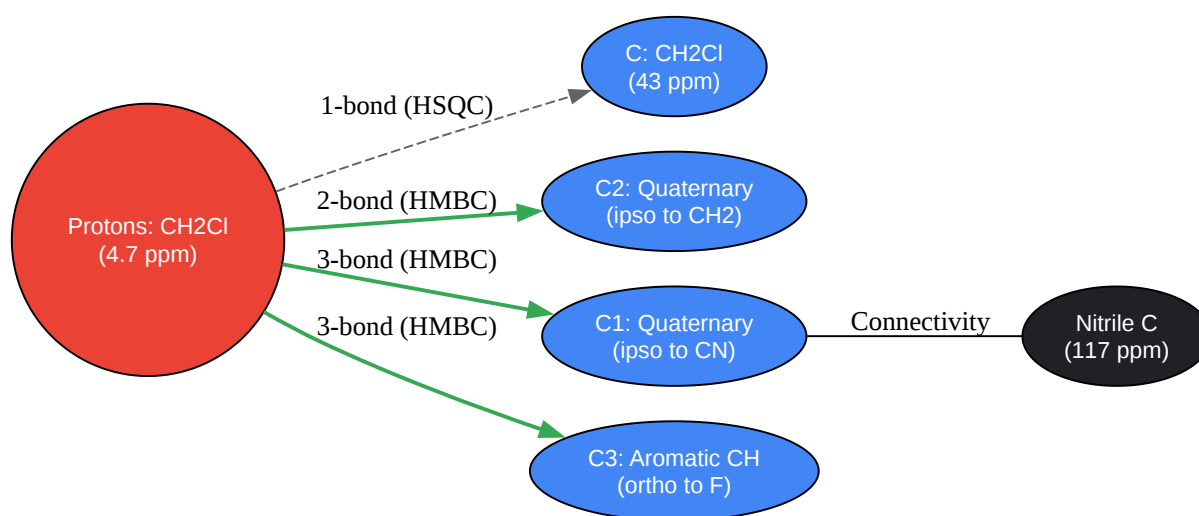 C: CH2Cl
(43 ppm)
1-bond (HSQC)
C2: Quaternary
(ipso to CH2)
2-bond (HMBC)
Protons: CH2Cl
(4.7 ppm)
3-bond (HMBC)
C1: Quaternary
(ipso to CN)
Connectivity
Nitrile C
(117 ppm)
3-bond (HMBC)
C3: Aromatic CH
(ortho to F)